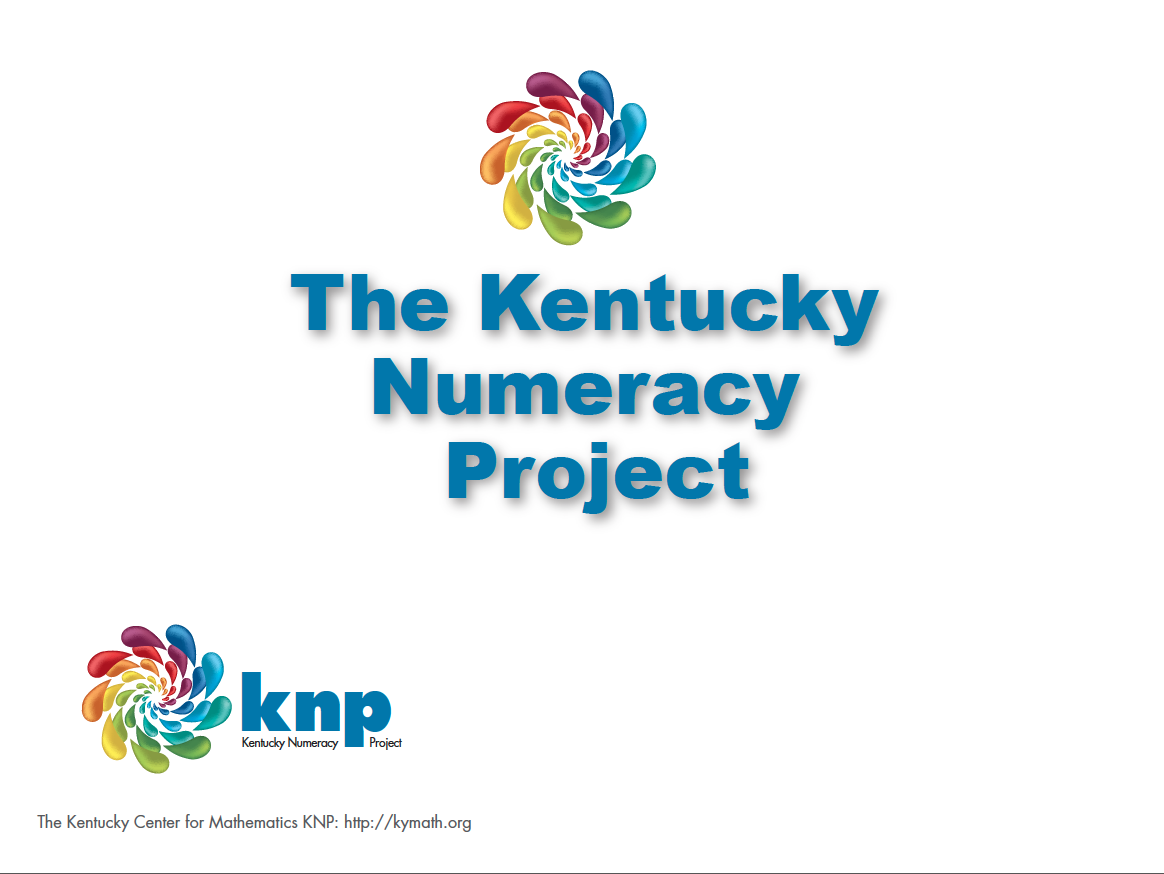 The Kentucky
Numeracy
Project
knp
Kentucky Numeracy Project
The Kentucky Center for Mathematics KNP: http://kymath.org